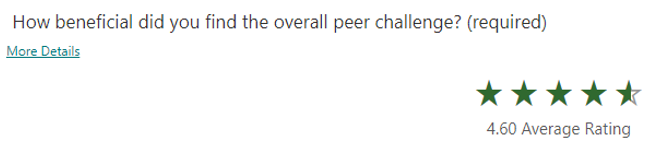 How beneficial did you find the overall peer challenge? (required)
More Details
4.60 Average Rating